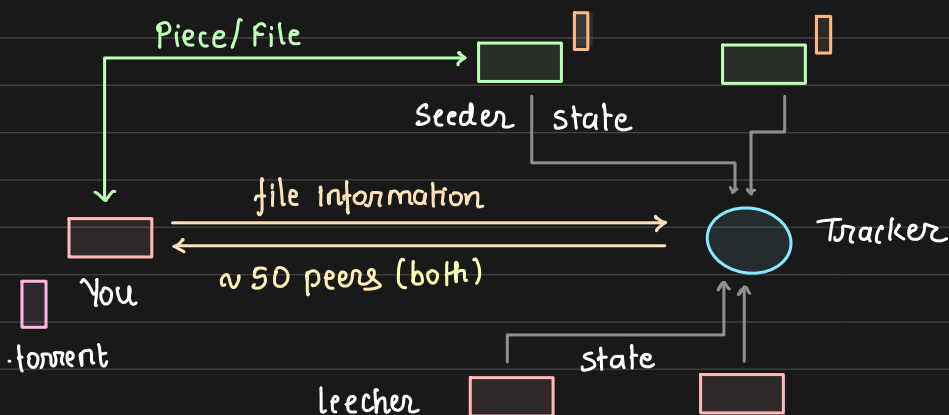 Piece/File
Seeder
state
file information
Tracker
~ 50 peers (both)
You
.torrent
state
leecher